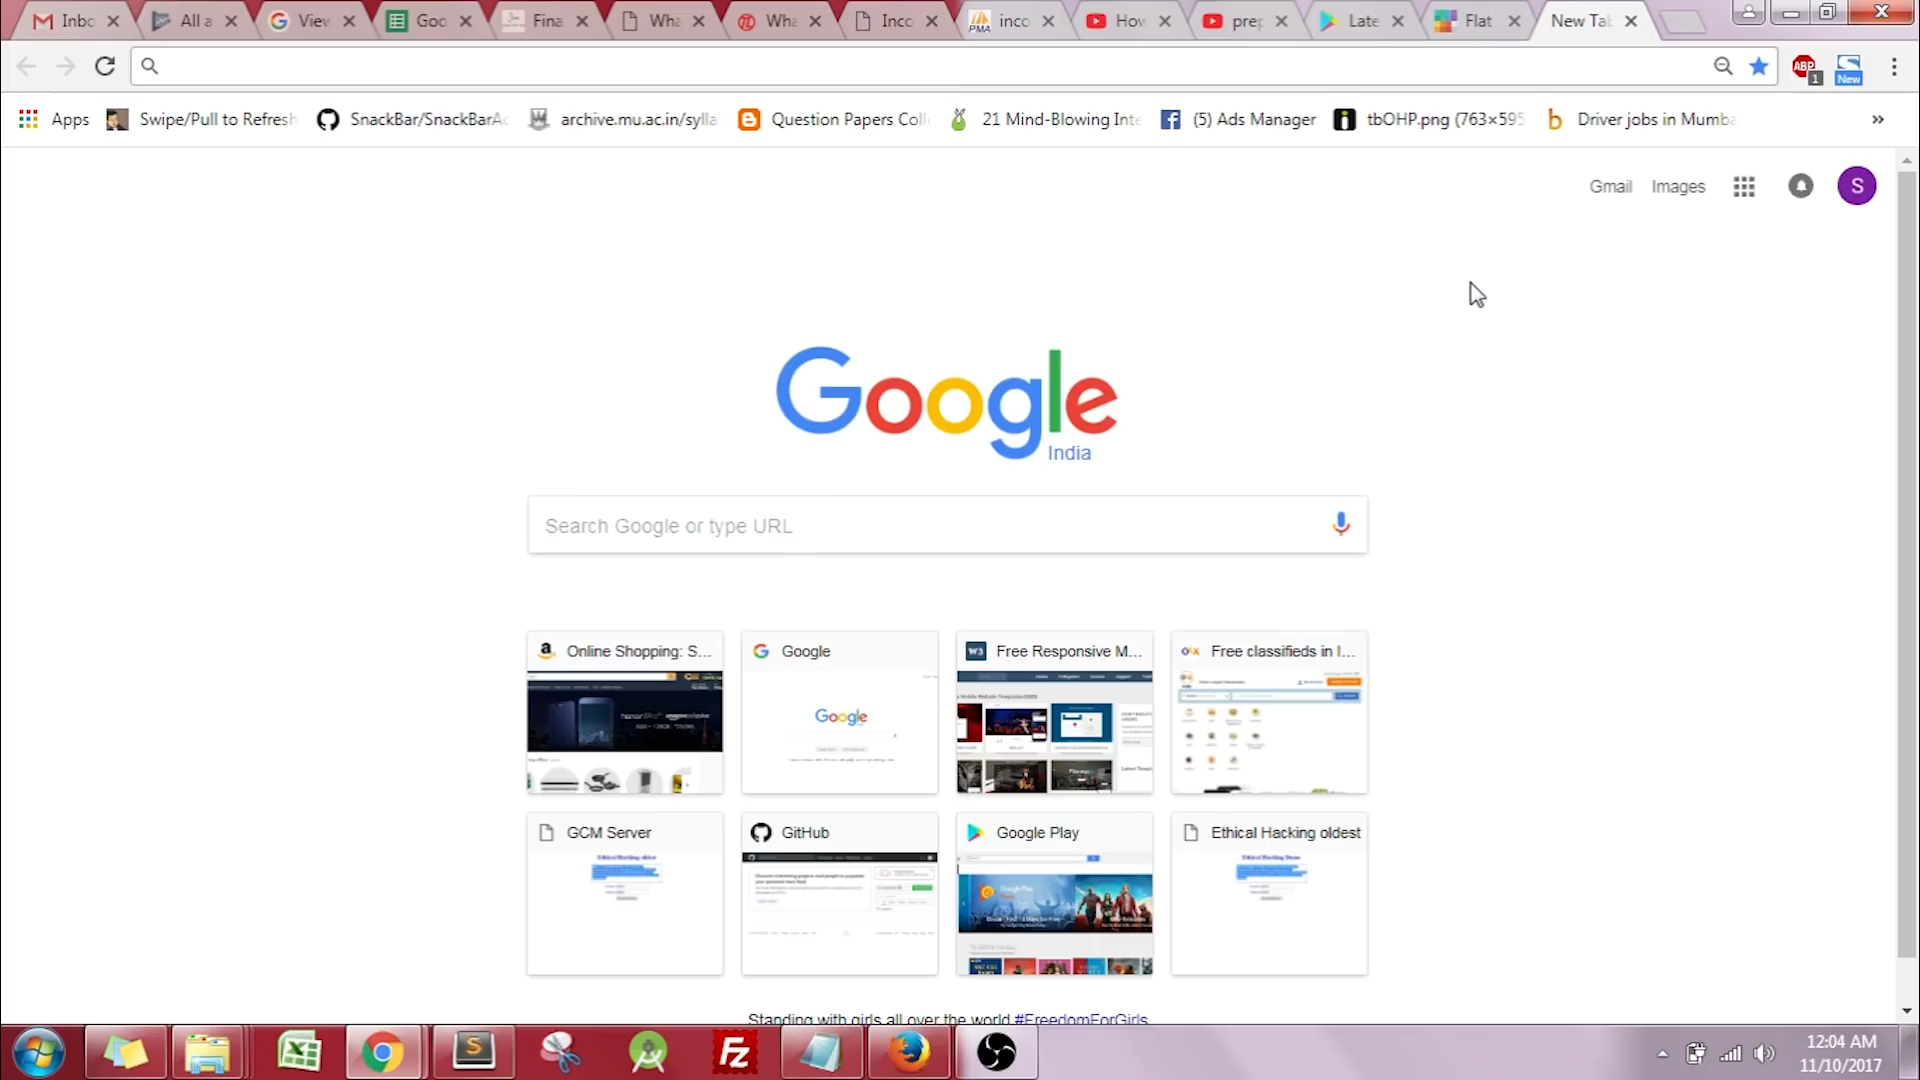 Inbo All a View Goo Fina Wha Wha Inco inco How prep Late Flat New Tab
ABP 1 New
Apps Swipe/Pull to Refresh SnackBar/SnackBarAc archive.mu.ac.in/sylla Question Papers Coll 21 Mind-Blowing Inte (5) Ads Manager tbOHP.png (763×595 Driver jobs in Mumba »
Gmail Images S
Google
India
Search Google or type URL
Online Shopping: S... Google Free Responsive M... Free classifieds in I...
GCM Server GitHub Google Play Ethical Hacking oldest
Standing with girls all over the world #FreedomForGirls
12:04 AM
11/10/2017